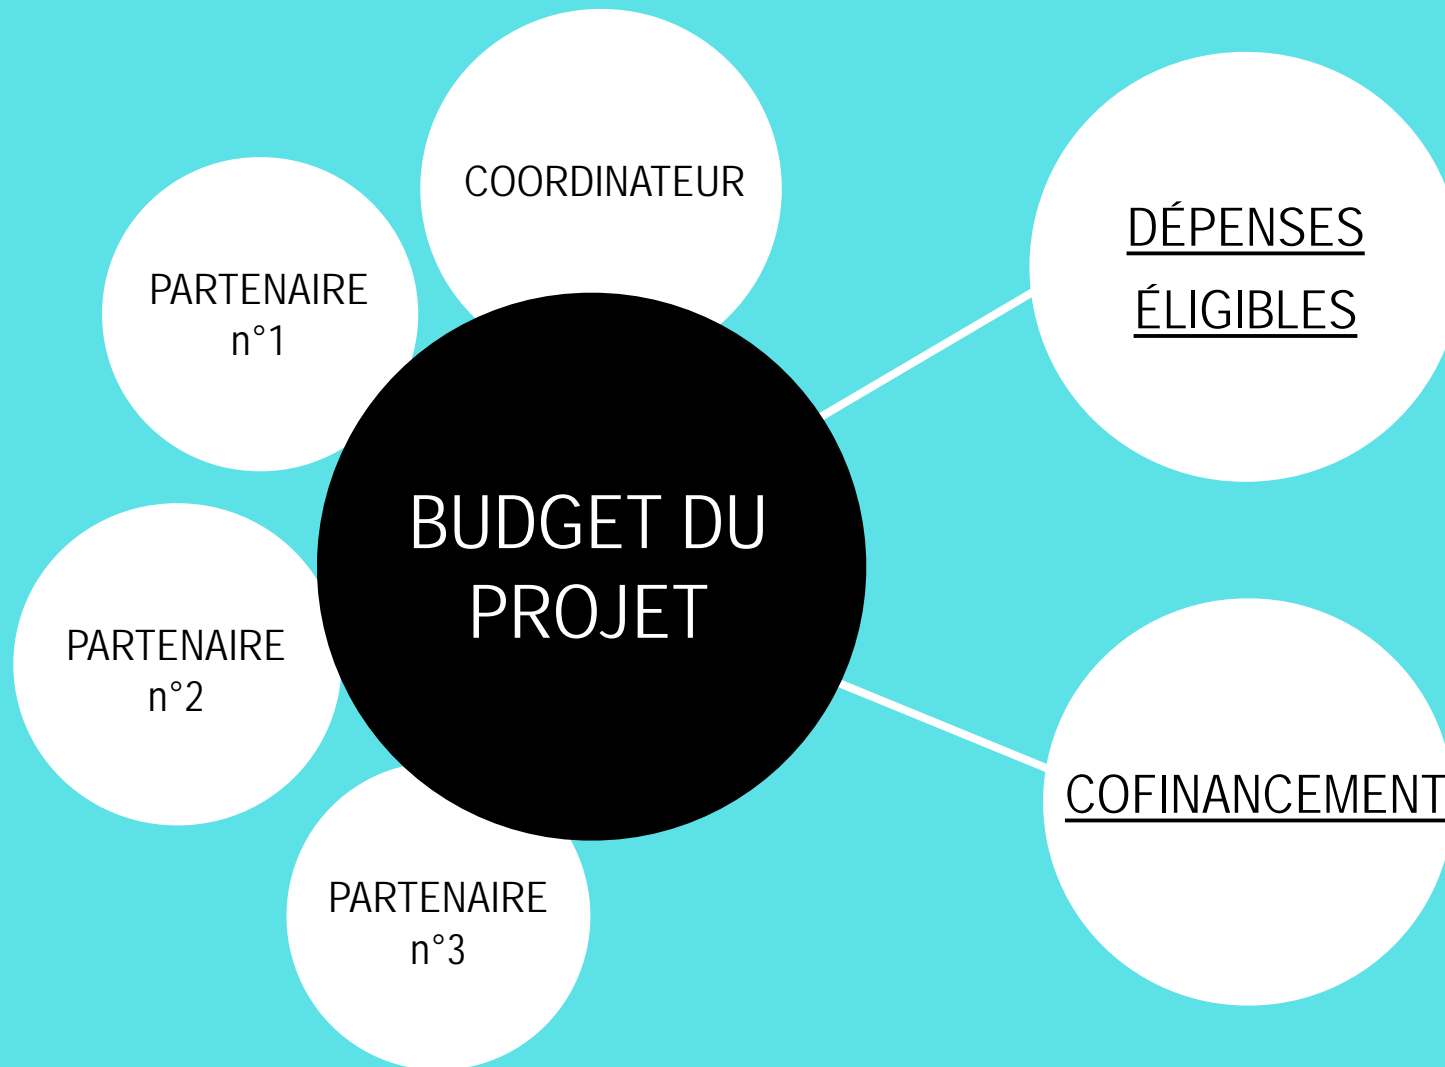 COORDINATEUR
PARTENAIRE
n°1
DÉPENSES
ÉLIGIBLES
BUDGET DU
PROJET
PARTENAIRE
n°2
COFINANCEMENT
PARTENAIRE
n°3